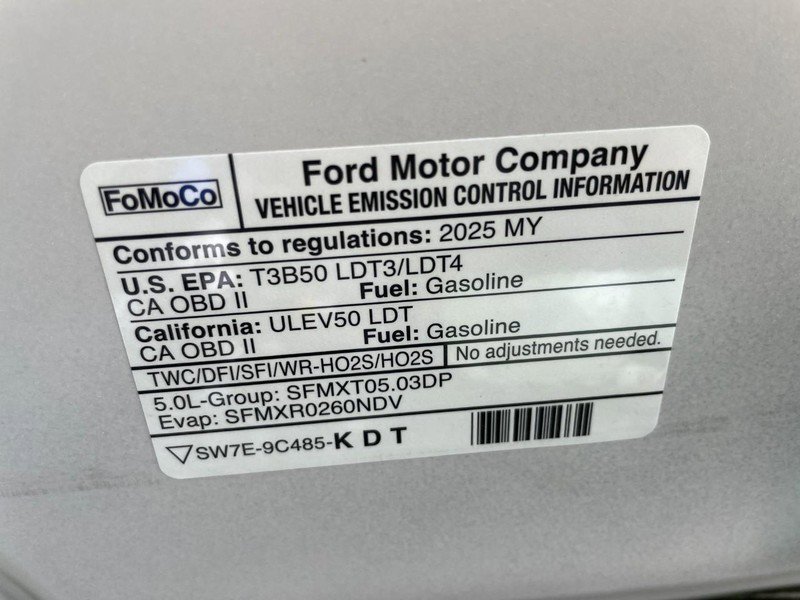 FoMoCo
Ford Motor Company
VEHICLE EMISSION CONTROL INFORMATION
Conforms to regulations: 2025 MY
U.S. EPA: T3B50 LDT3/LDT4
CA OBD II Fuel: Gasoline
California: ULEV50 LDT
CA OBD II Fuel: Gasoline
TWC/DFI/SFI/WR-HO2S/HO2S No adjustments needed.
5.0L-Group: SFMXT05.03DP
Evap: SFMXR0260NDV
SW7E-9C485-K D T